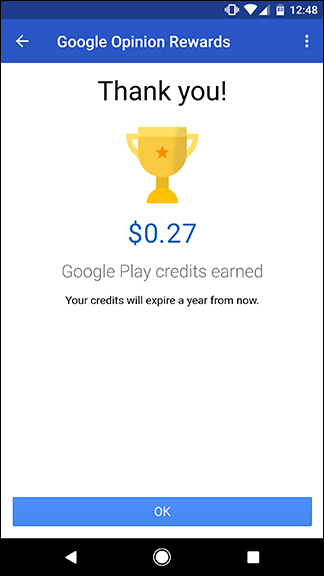 12:48
Google Opinion Rewards
Thank you!
$0.27
Google Play credits earned
Your credits will expire a year from now.
OK